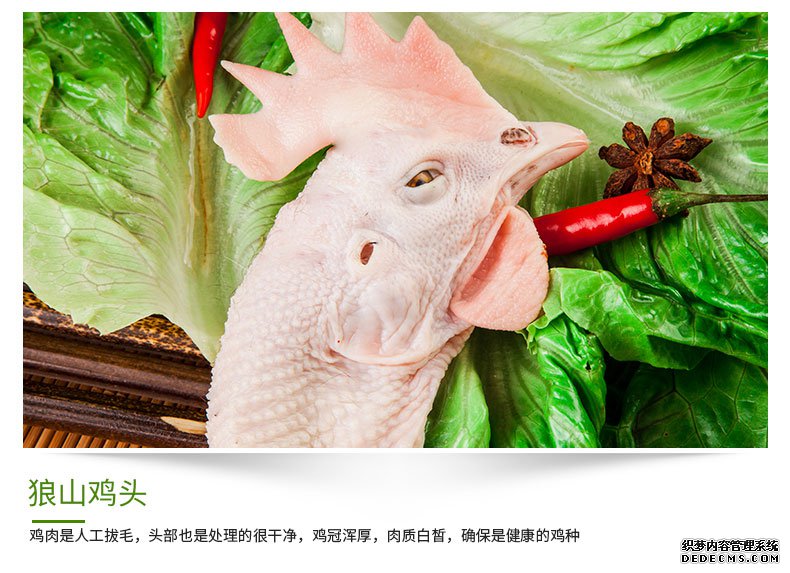 狼山鸡头
鸡肉是人工拔毛，头部也是处理的很干净，鸡冠浑厚，肉质白皙，确保是健康的鸡种
织梦内容管理系统
DEDECMS.COM